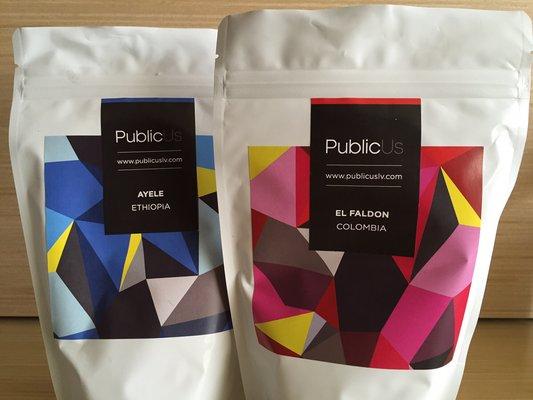 PublicUs
www.publicuslv.com
AYELE
ETHIOPIA
PublicUs
www.publicuslv.com
EL FALDON
COLOMBIA